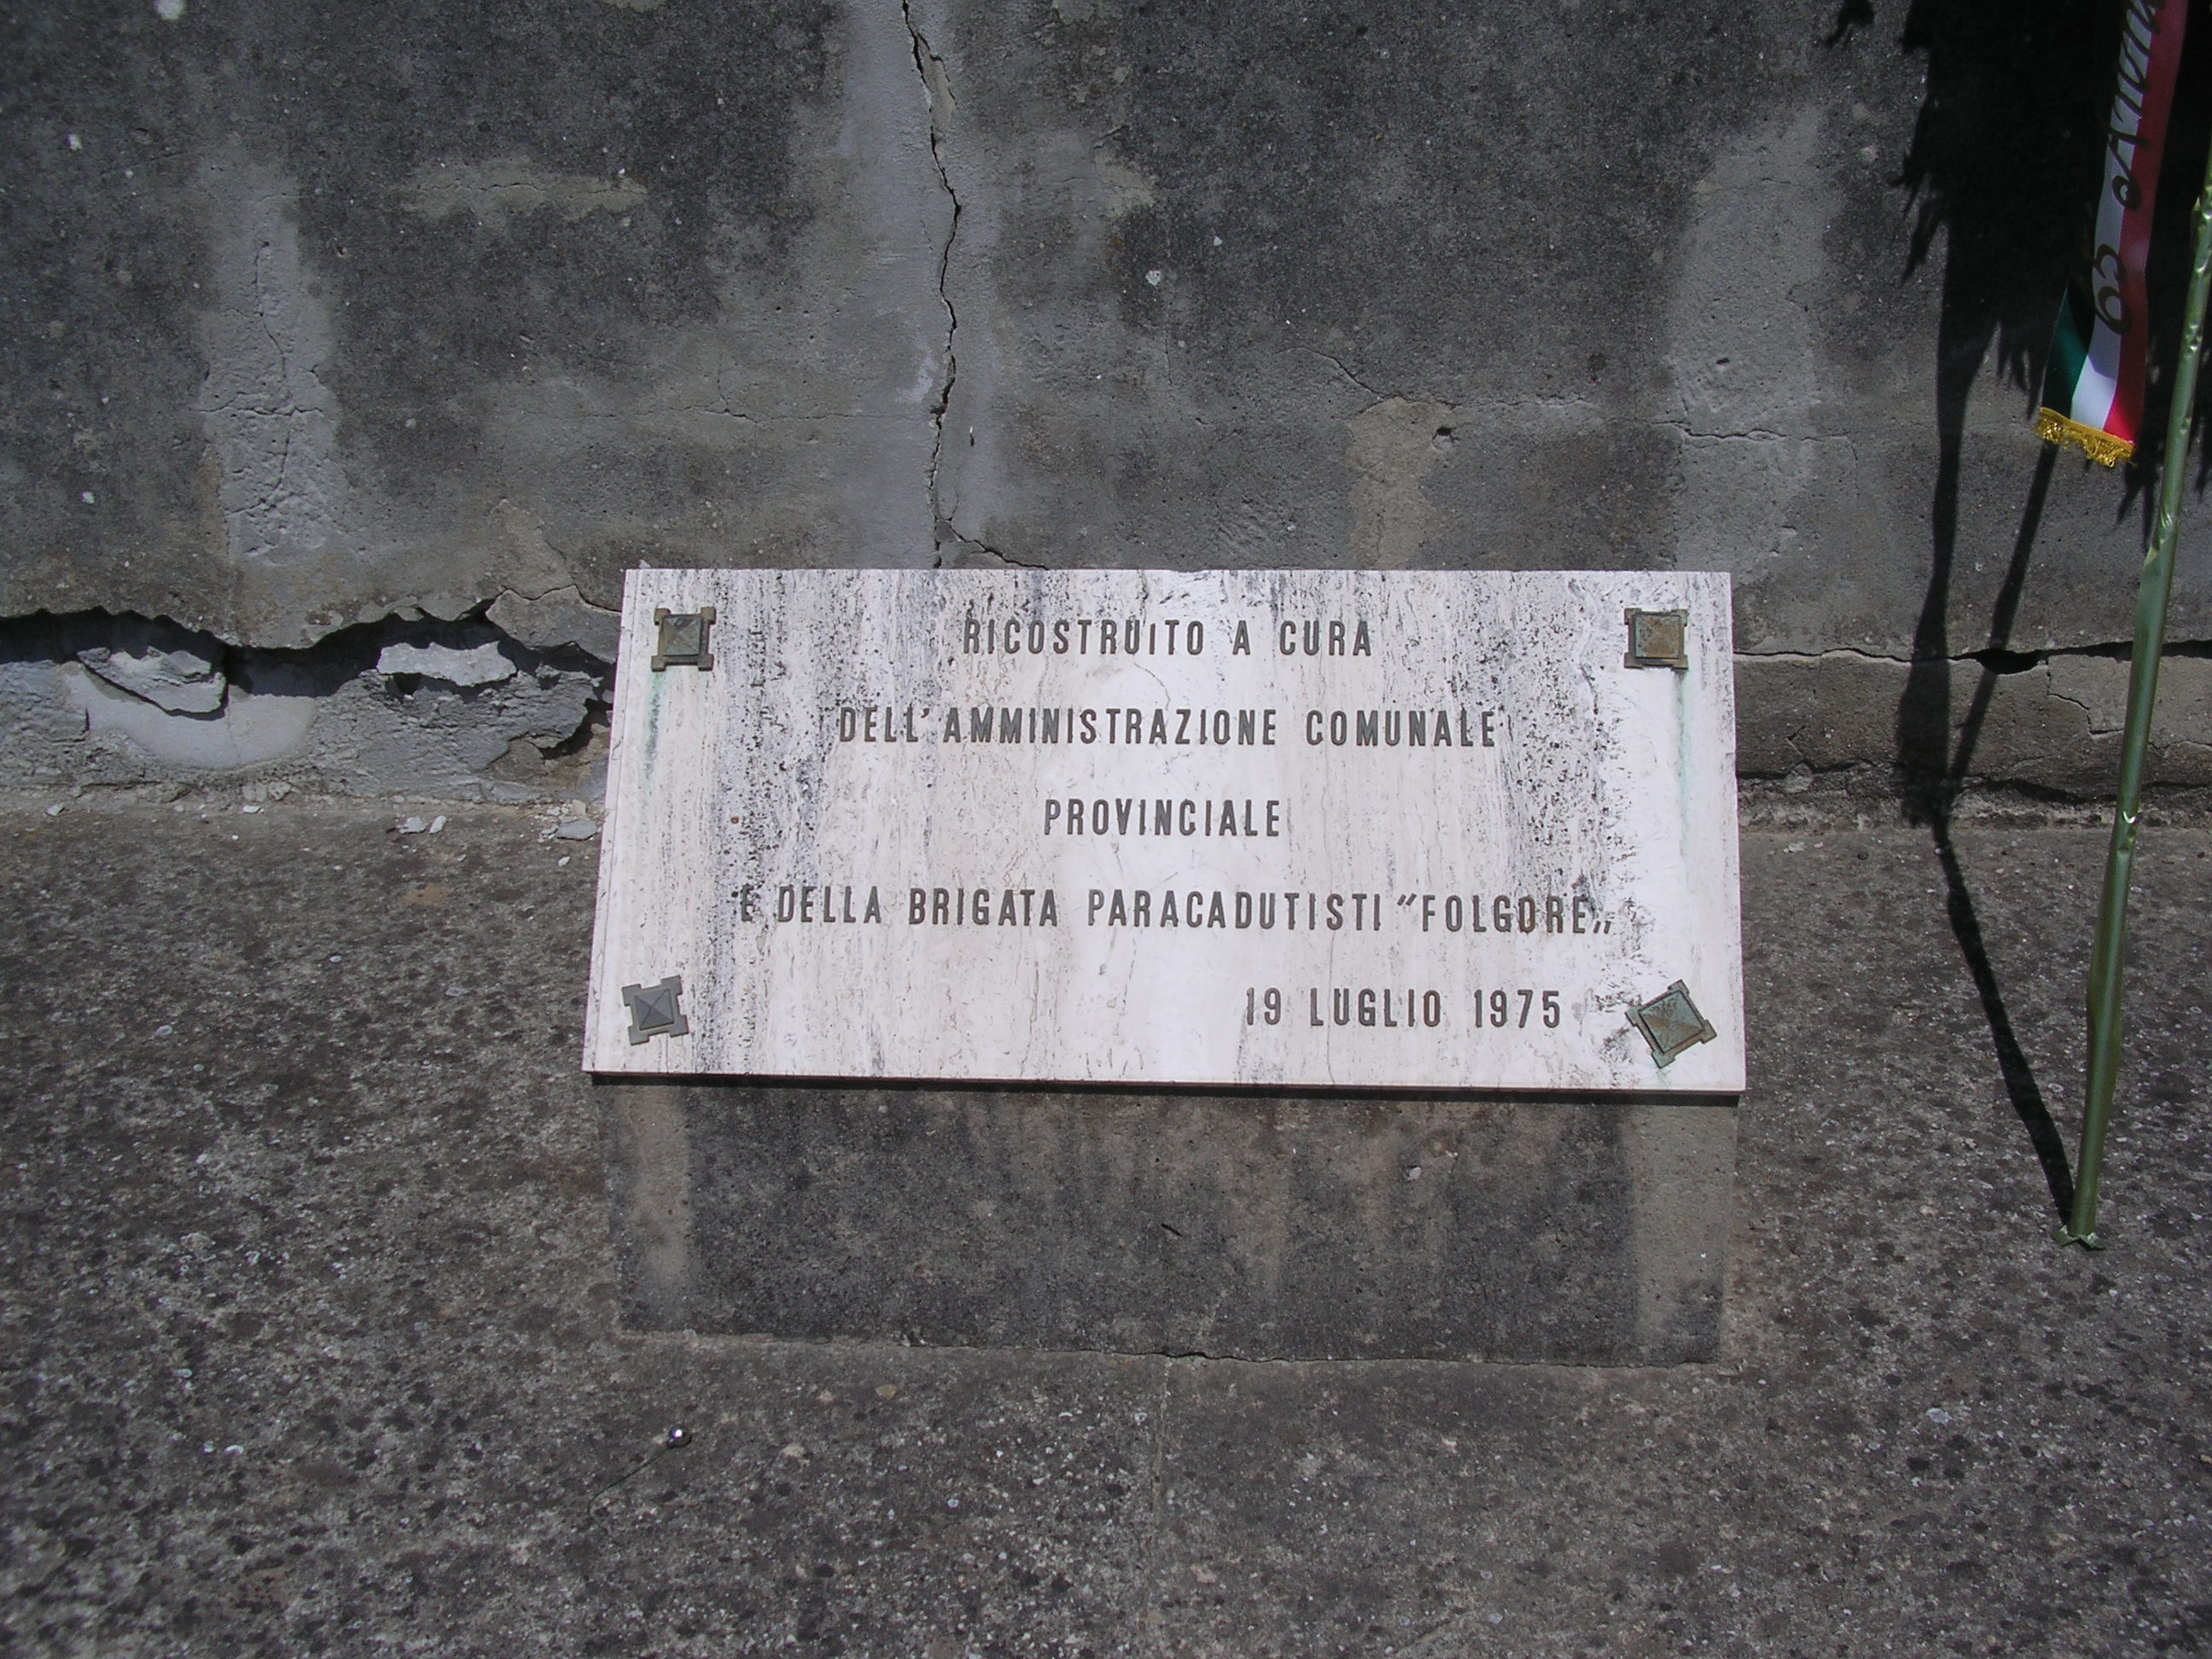 RICOSTRUITO A CURA
DELL'AMMINISTRAZIONE COMUNALE
PROVINCIALE
E DELLA BRIGATA PARACADUTISTI "FOLGORE„
19 LUGLIO 1975